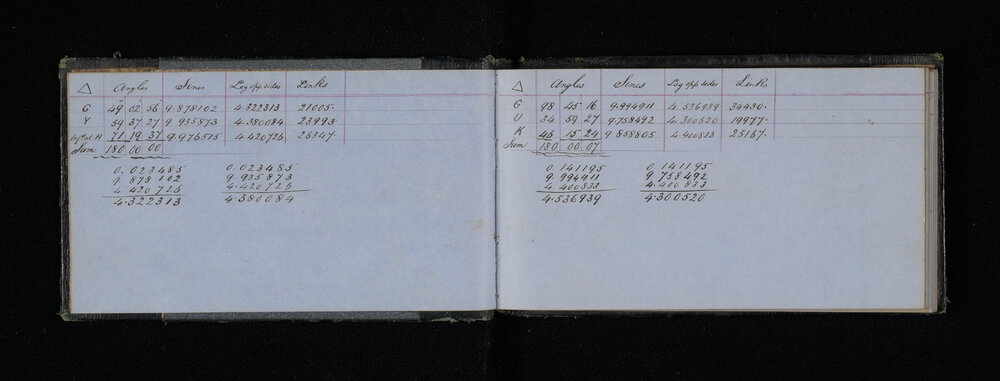 △ Angles Sines Log opp sides Links
G 49° 02 56 9.878102 4.322313 21005.
Y 59 37 27 9.935873 4.380084 23993.
H 71 19 37 9.976515 4.420726 26347.
Sum 180 00 00
0.023485 0.023485
9.878102 9.935873
4.420726 4.420726
4.322313 4.380084
△ Angles Sines Log opp sides Links
G 98 45 16 9.994911 4.536939 34430.
U 34 59 27 9.758492 4.300520 19977.
K 46 15 24 9.858805 4.400833 25167.
Sum 180 00 07
0.141195 0.141195
9.994911 9.758492
4.400833 4.400833
4.536939 4.300520